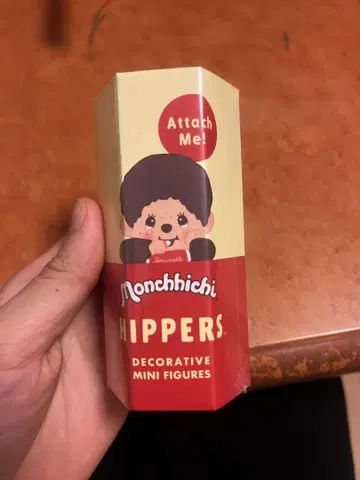 Attach
Me!
Monchhichi
HIPPERS
DECORATIVE
MINI FIGURES